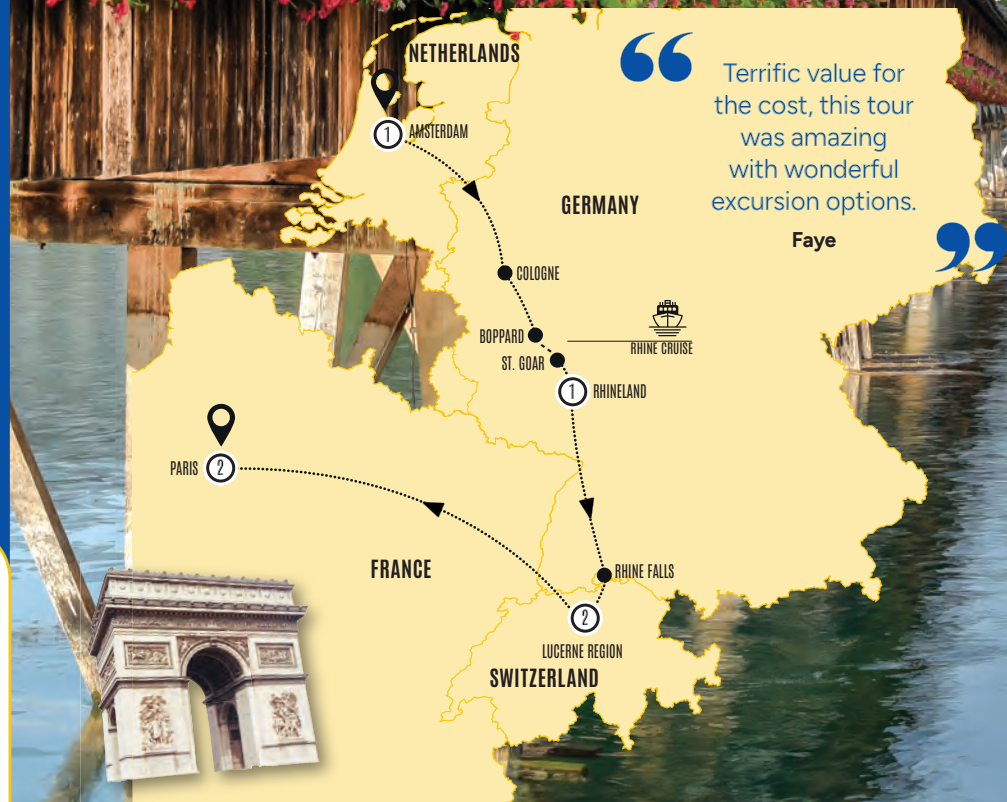 NETHERLANDS
1 AMSTERDAM
“
Terrific value for
the cost, this tour
was amazing
with wonderful
excursion options.
Faye
”
GERMANY
COLOGNE
BOPPARD
RHINE CRUISE
ST. GOAR
1 RHINELAND
PARIS 2
FRANCE
RHINE FALLS
2
LUCERNE REGION
SWITZERLAND